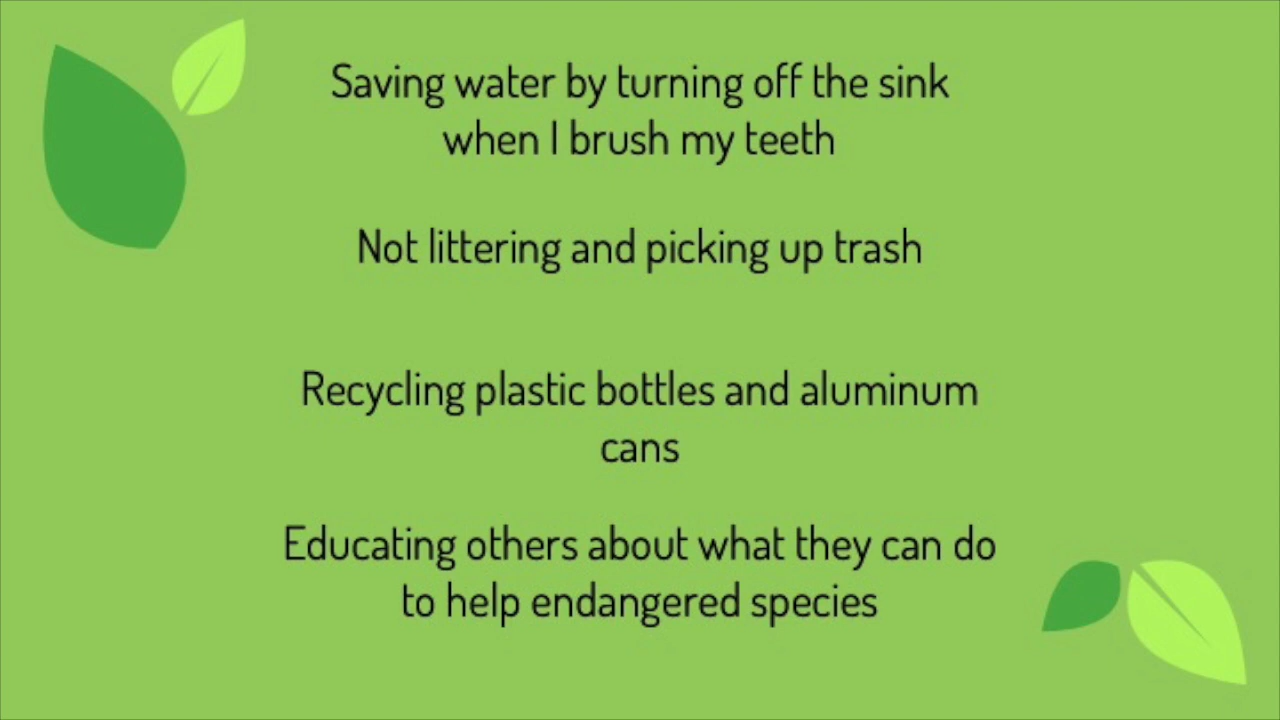 Saving water by turning off the sink
when I brush my teeth
Not littering and picking up trash
Recycling plastic bottles and aluminum
cans
Educating others about what they can do
to help endangered species